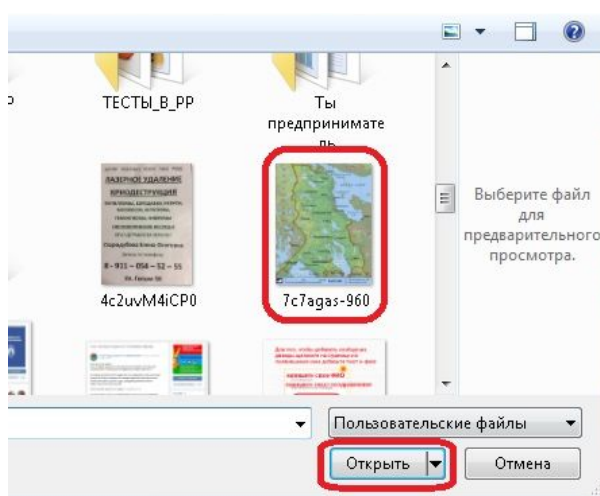 ТЕСТЫ_В_РР
Ты
предпринимате
ль
ЛАЗЕРНОЕ УДАЛЕНИЕ
КРИОДЕСТРУКЦИЯ
8 - 911 - 054 - 52 - 55
4c2uvM4iCP0
7c7agas-960
Выберите файл
для
предварительного
просмотра.
Пользовательские файлы
Открыть
Отмена